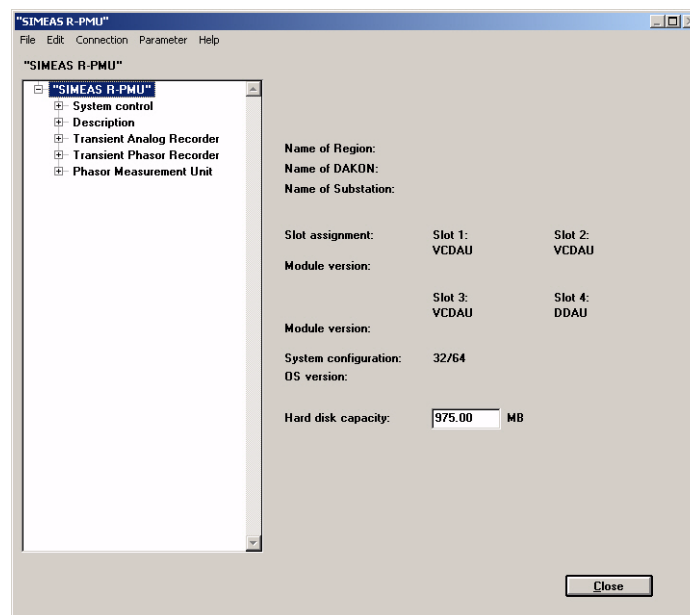 "SIMEAS R-PMU"
File Edit Connection Parameter Help
"SIMEAS R-PMU"
"SIMEAS R-PMU"
System control
Description
Transient Analog Recorder
Transient Phasor Recorder
Phasor Measurement Unit
Name of Region:
Name of DAKON:
Name of Substation:
Slot assignment: Slot 1: Slot 2:
VCDAU VCDAU
Module version:
Slot 3: Slot 4:
VCDAU DDAU
Module version:
System configuration: 32/64
OS version:
Hard disk capacity: 975.00 MB
Close